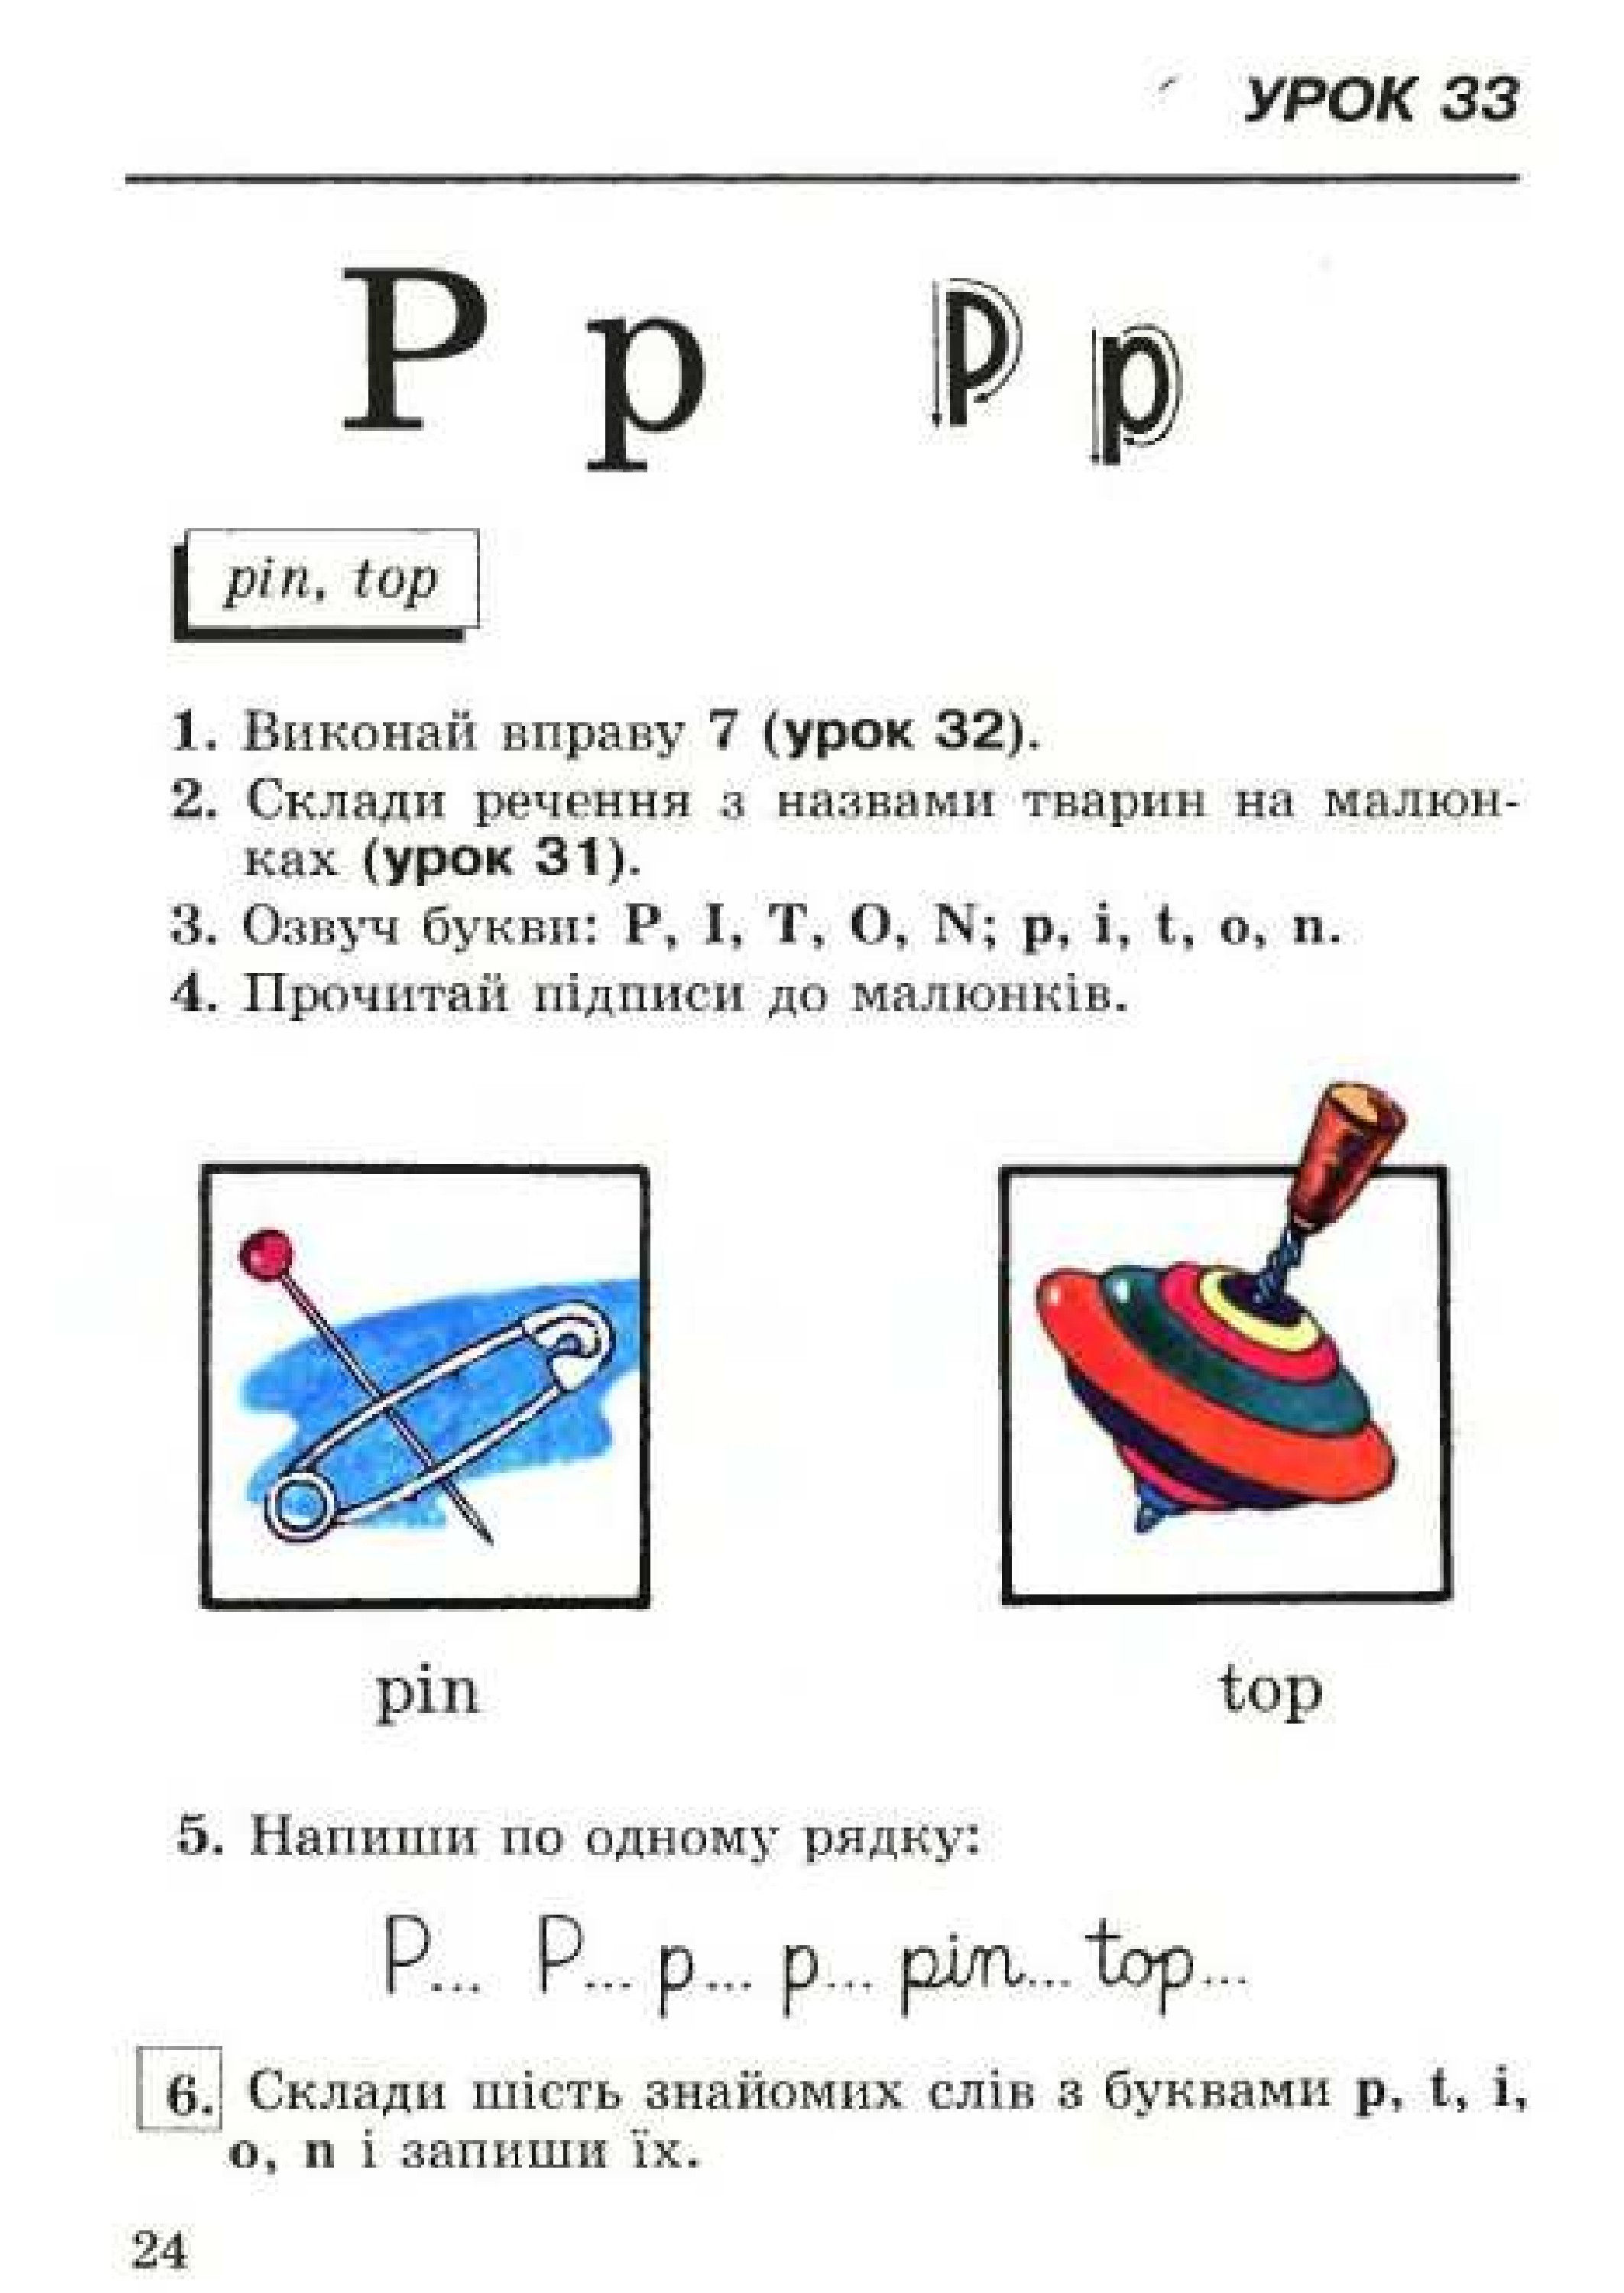 УРОК 33
P p P p
pin, top
1. Виконай вправу 7 (урок 32).
2. Склади речення з назвами тварин на малюн-
ках (урок 31).
3. Озвуч букви: P, I, T, O, N; p, i, t, o, n.
4. Прочитай підписи до малюнків.
pin top
5. Напиши по одному рядку:
P... P... p... p... pin... top...
6. Склади шість знайомих слів з буквами p, t, i,
o, n і запиши їх.
24